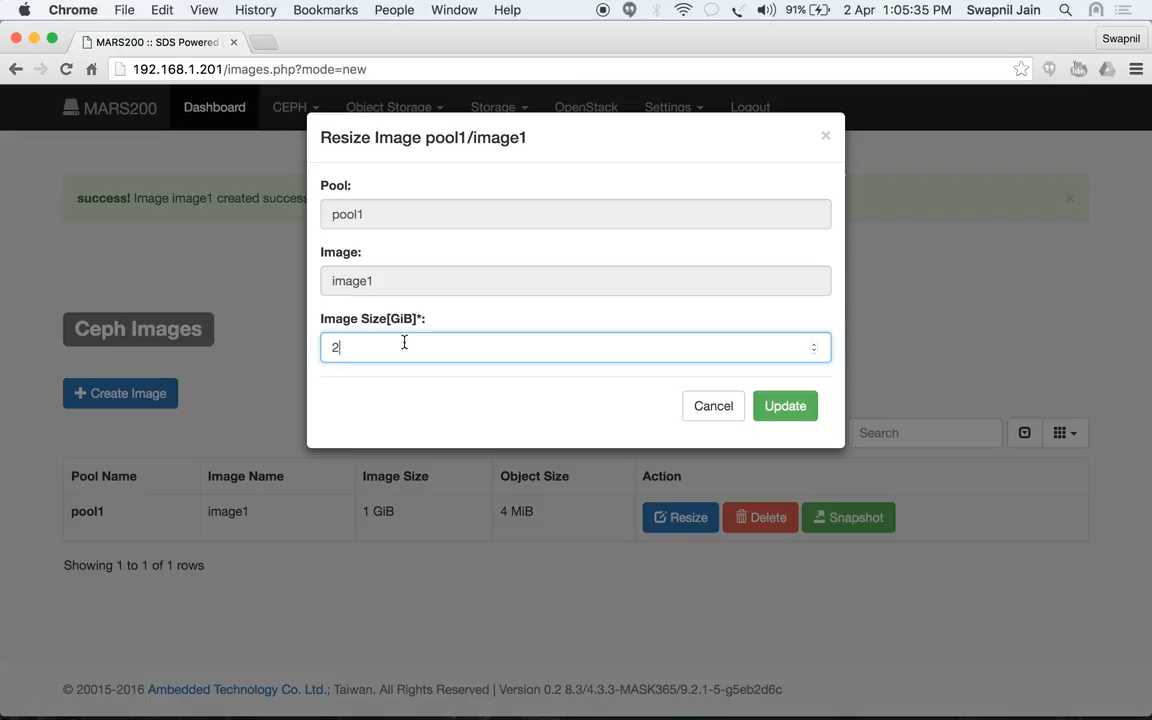 Chrome File Edit View History Bookmarks People Window Help 91% 2 Apr 1:05:35 PM Swapnil Jain
MARS200 :: SDS Powered
Swapnil
192.168.1.201/images.php?mode=new
MARS200 Dashboard CEPH Object Storage Storage OpenStack Settings Logout
Resize Image pool1/image1 ×
Pool:
success! Image image1 created success ×
pool1
Image:
image1
Image Size[GiB]*:
Ceph Images
2
Create Image
Cancel Update
Search
Pool Name Image Name Image Size Object Size Action
pool1 image1 1 GiB 4 MiB Resize Delete Snapshot
Showing 1 to 1 of 1 rows
© 20015-2016 Ambedded Technology Co. Ltd.; Taiwan. All Rights Reserved | Version 0.2 8.3/4.3.3-MASK365/9.2.1-5-g5eb2d6c